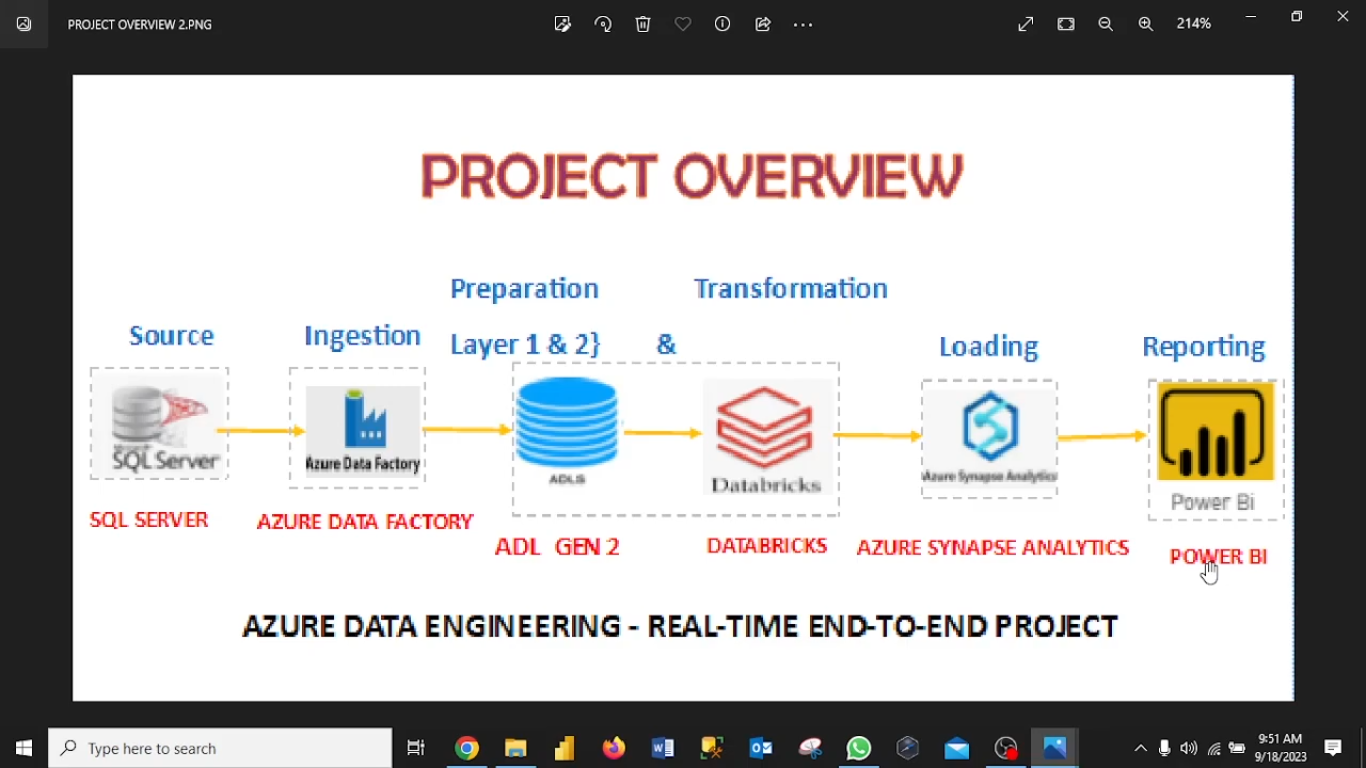 PROJECT OVERVIEW 2.PNG
214%
PROJECT OVERVIEW
Preparation Transformation
Source Ingestion Layer 1 & 2} & Loading Reporting
SQL Server
Azure Data Factory
ADLS
Databricks
Azure Synapse Analytics
Power Bi
SQL SERVER
AZURE DATA FACTORY
ADL GEN 2
DATABRICKS
AZURE SYNAPSE ANALYTICS
POWER BI
AZURE DATA ENGINEERING - REAL-TIME END-TO-END PROJECT
Type here to search
9:51 AM
9/18/2023